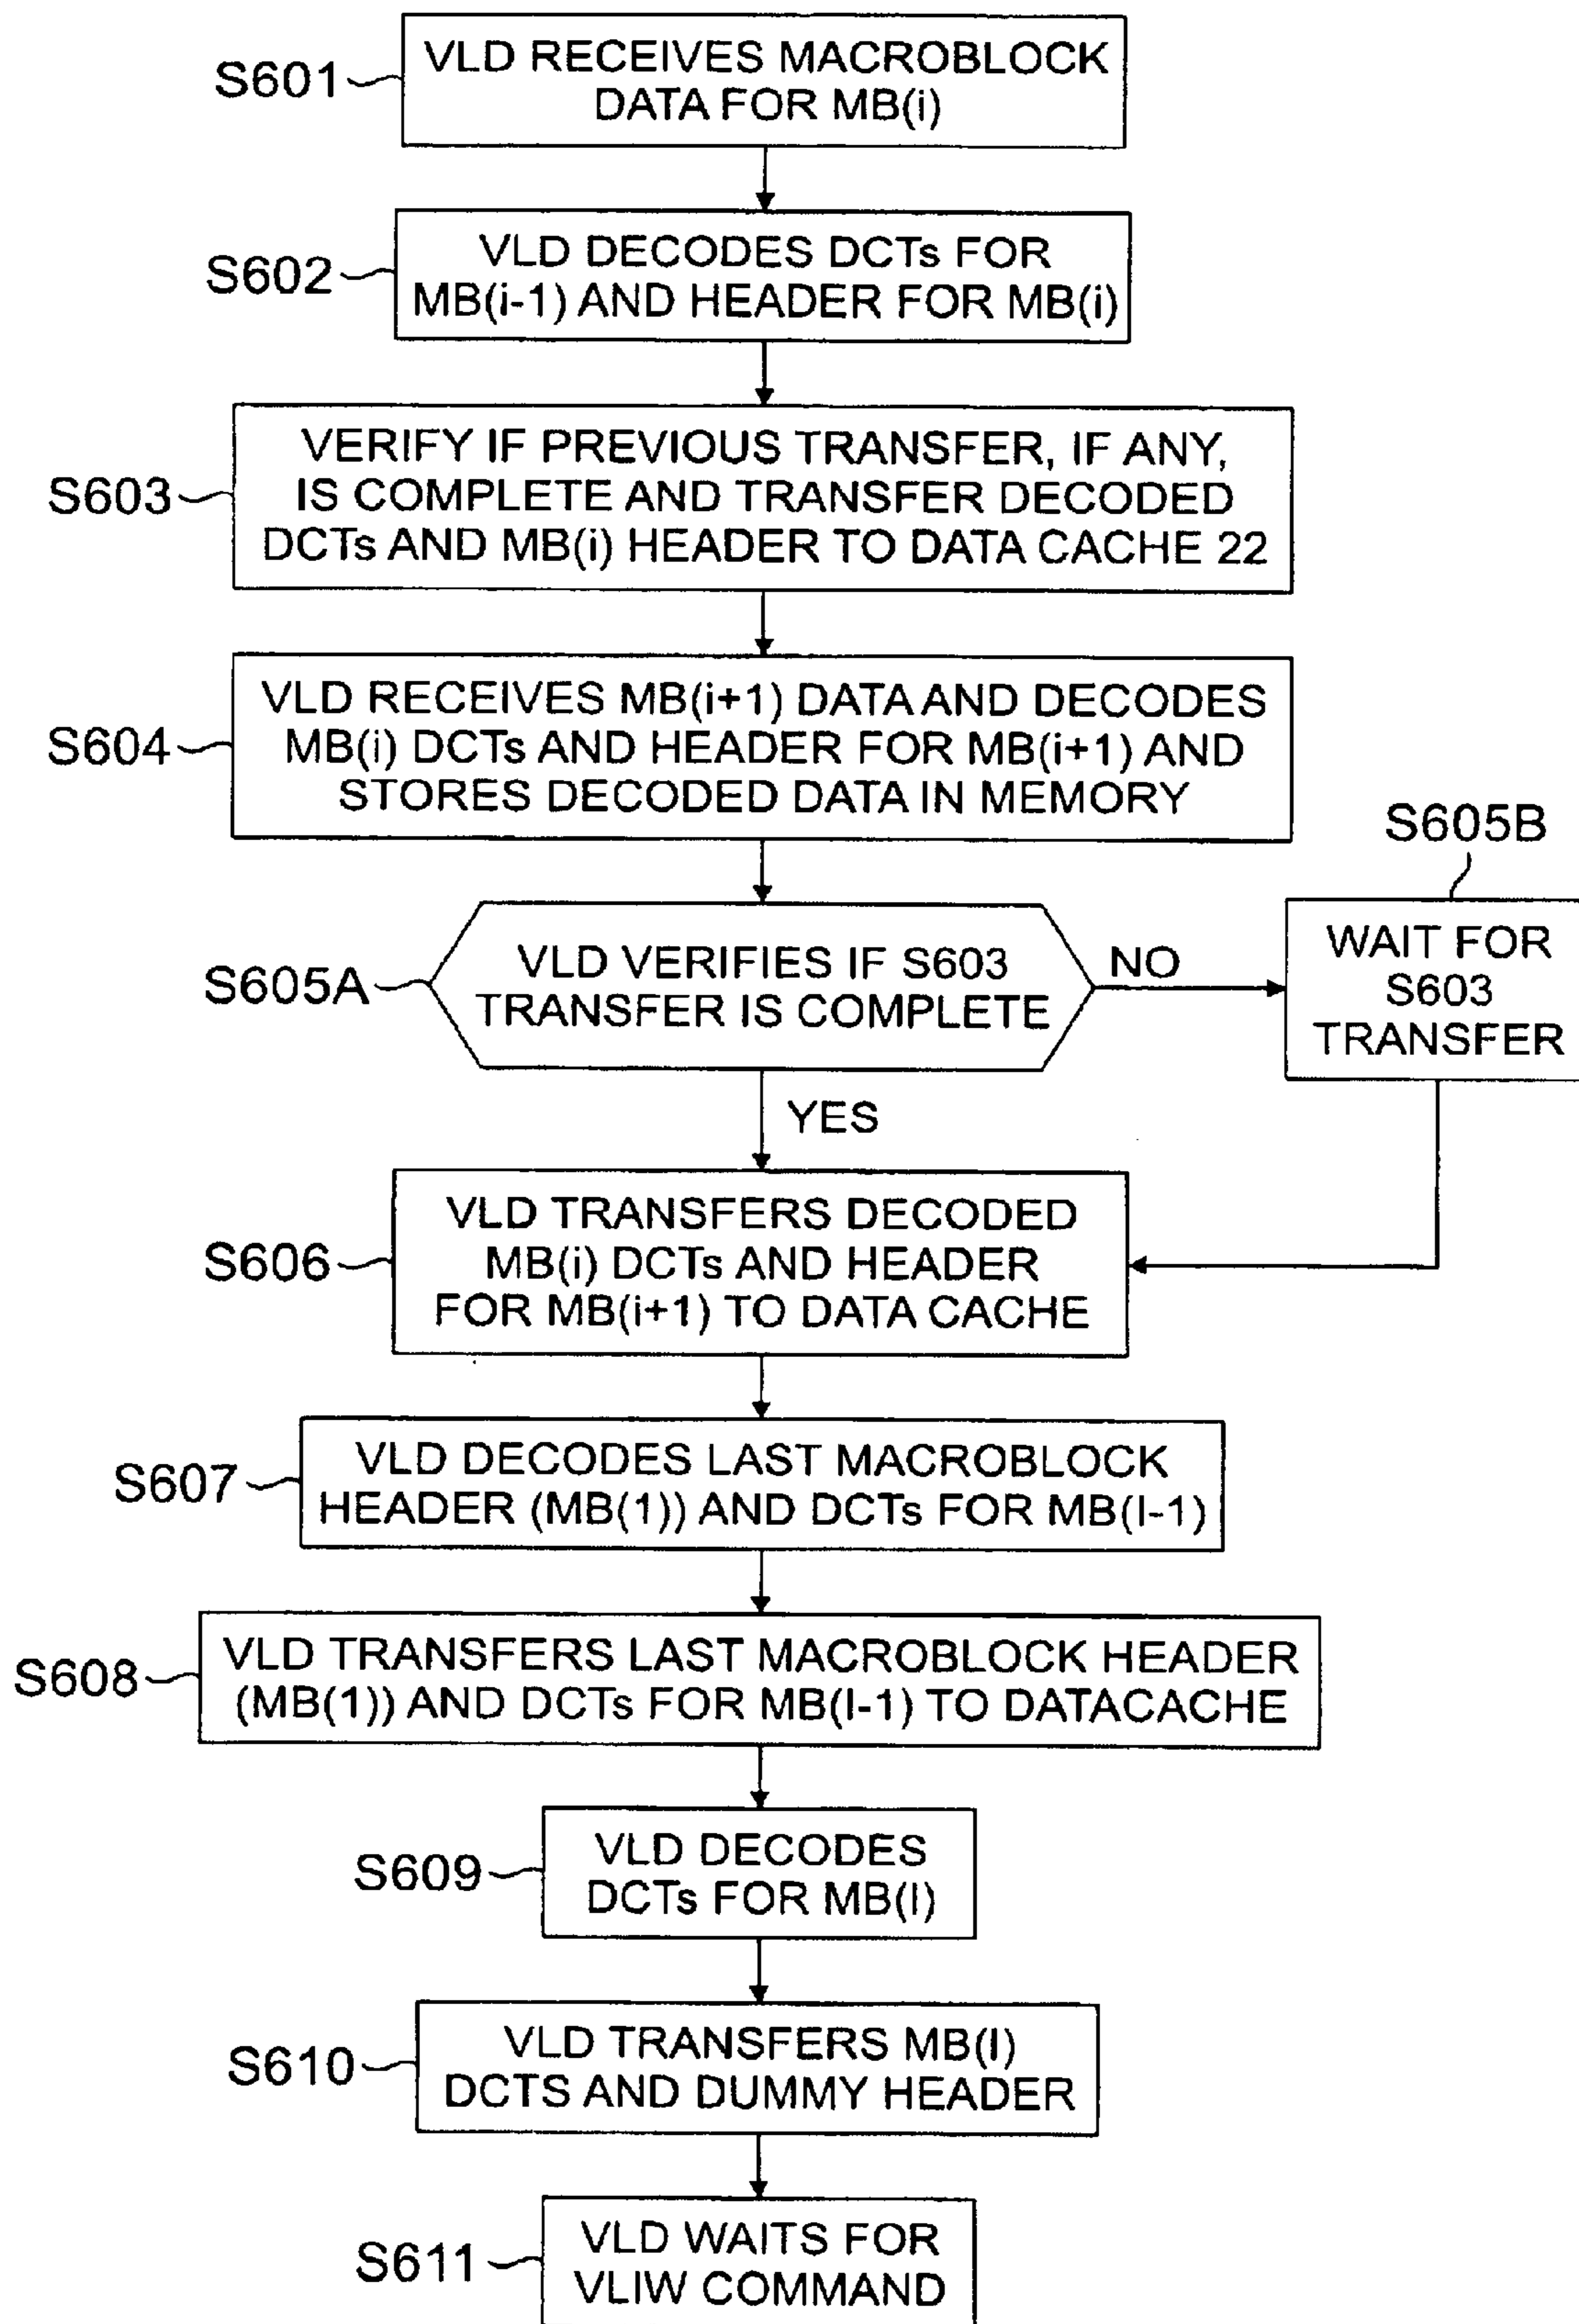 S601
VLD RECEIVES MACROBLOCK
DATA FOR MB(i)
S602
VLD DECODES DCTs FOR
MB(i-1) AND HEADER FOR MB(i)
S603
VERIFY IF PREVIOUS TRANSFER, IF ANY,
IS COMPLETE AND TRANSFER DECODED
DCTs AND MB(i) HEADER TO DATA CACHE 22
S604
VLD RECEIVES MB(i+1) DATA AND DECODES
MB(i) DCTs AND HEADER FOR MB(i+1) AND
STORES DECODED DATA IN MEMORY
S605A
VLD VERIFIES IF S603
TRANSFER IS COMPLETE
NO
S605B
WAIT FOR
S603
TRANSFER
YES
S606
VLD TRANSFERS DECODED
MB(i) DCTs AND HEADER
FOR MB(i+1) TO DATA CACHE
S607
VLD DECODES LAST MACROBLOCK
HEADER (MB(1)) AND DCTs FOR MB(I-1)
S608
VLD TRANSFERS LAST MACROBLOCK HEADER
(MB(1)) AND DCTs FOR MB(I-1) TO DATACACHE
S609
VLD DECODES
DCTs FOR MB(I)
S610
VLD TRANSFERS MB(I)
DCTS AND DUMMY HEADER
S611
VLD WAITS FOR
VLIW COMMAND